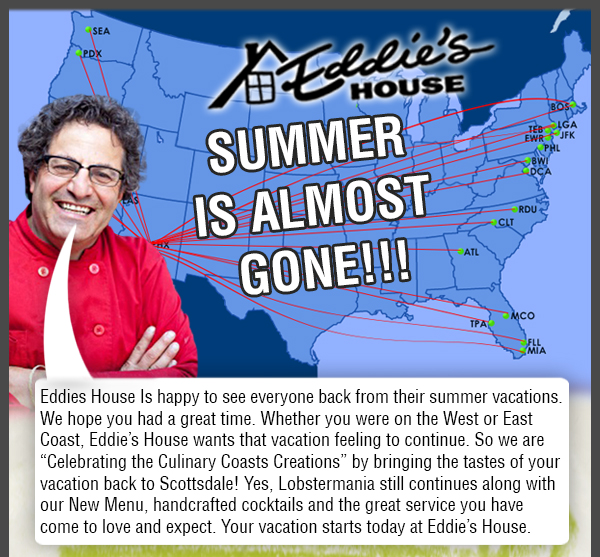 Eddie's
HOUSE
SUMMER
IS ALMOST
GONE!!!
SEA
PDX
BOS
LGA
TEB
JFK
EWR
PHL
BWI
DCA
RDU
CLT
ATL
MCO
TPA
FLL
MIA
Eddies House Is happy to see everyone back from their summer vacations.
We hope you had a great time. Whether you were on the West or East
Coast, Eddie’s House wants that vacation feeling to continue. So we are
“Celebrating the Culinary Coasts Creations” by bringing the tastes of your
vacation back to Scottsdale! Yes, Lobstermania still continues along with
our New Menu, handcrafted cocktails and the great service you have
come to love and expect. Your vacation starts today at Eddie’s House.